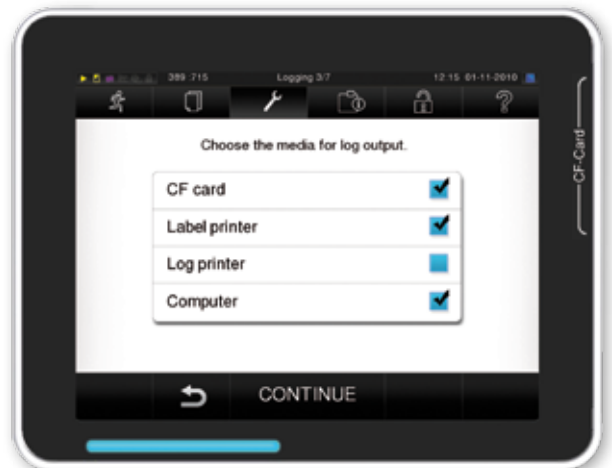 389 :715 Logging 3/7 12:15 01-11-2010
Choose the media for log output.
CF card
Label printer
Log printer
Computer
CONTINUE
CF-Card